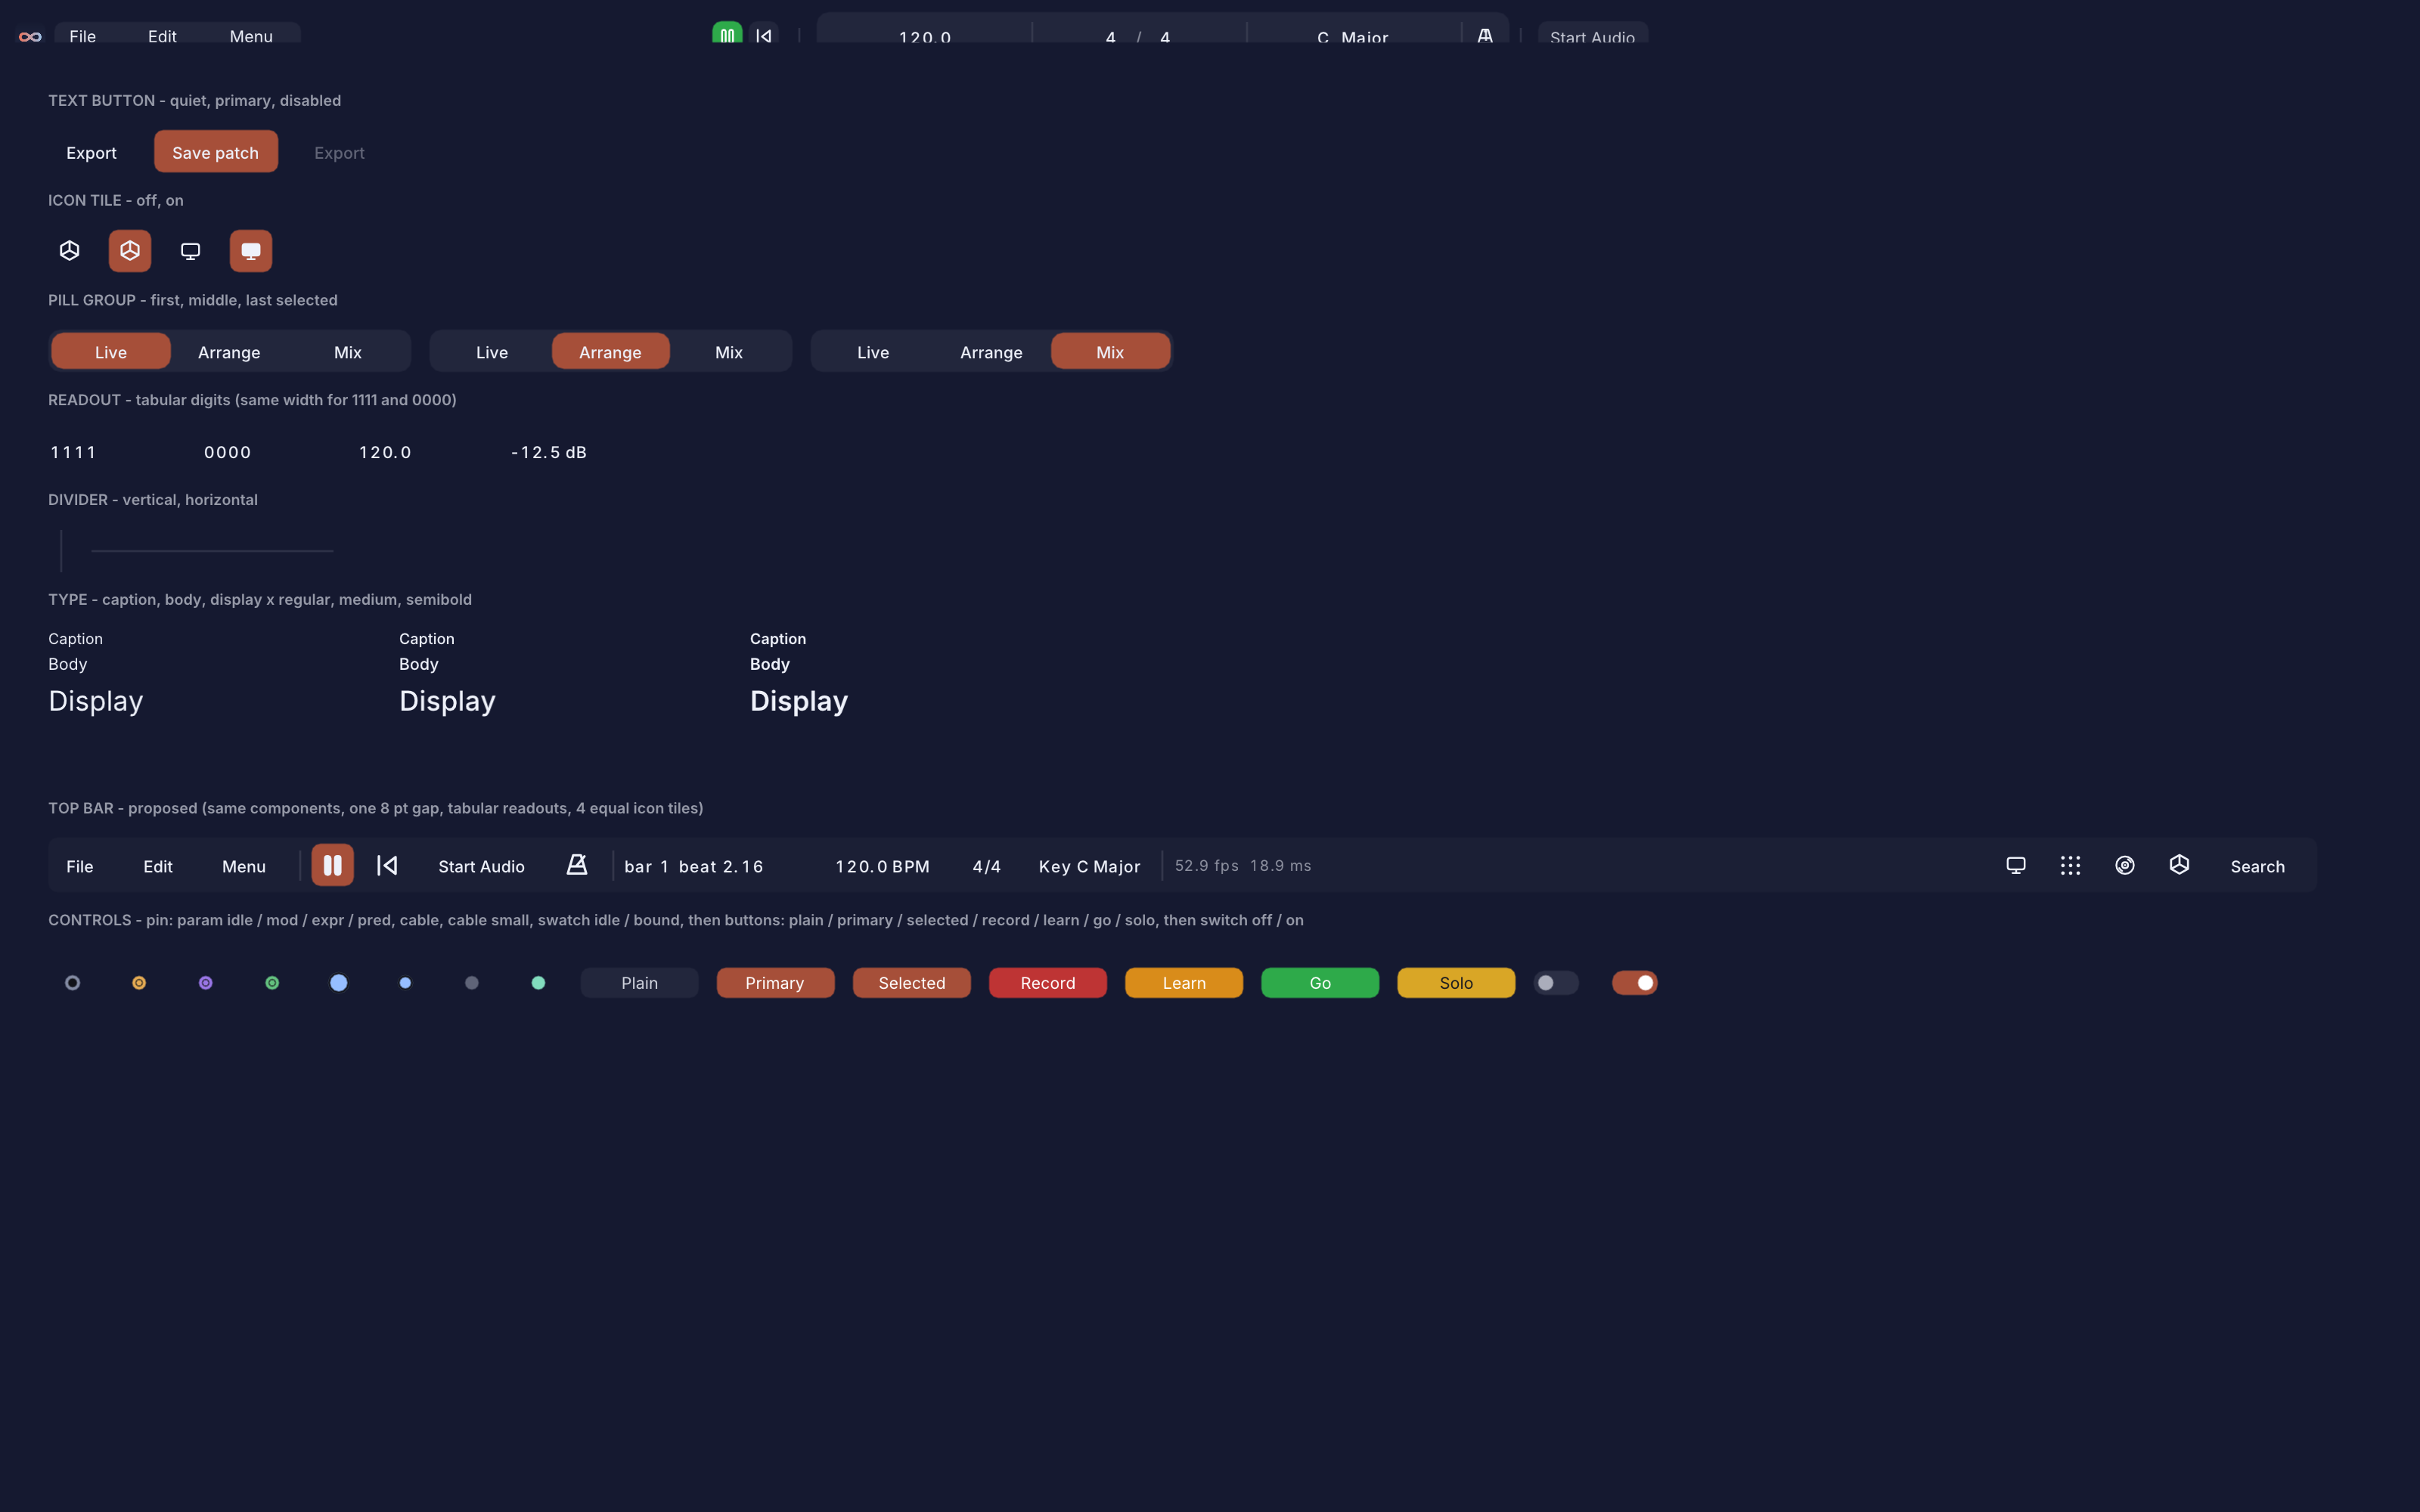 File Edit Menu 120.0 4 / 4 C Major Start Audio
TEXT BUTTON - quiet, primary, disabled
Export Save patch Export
ICON TILE - off, on
PILL GROUP - first, middle, last selected
Live Arrange Mix Live Arrange Mix Live Arrange Mix
READOUT - tabular digits (same width for 1111 and 0000)
1111 0000 120.0 -12.5 dB
DIVIDER - vertical, horizontal
TYPE - caption, body, display x regular, medium, semibold
Caption Caption Caption
Body Body Body
Display Display Display
TOP BAR - proposed (same components, one 8 pt gap, tabular readouts, 4 equal icon tiles)
File Edit Menu Start Audio bar 1 beat 2.16 120.0 BPM 4/4 Key C Major 52.9 fps 18.9 ms Search
CONTROLS - pin: param idle / mod / expr / pred, cable, cable small, swatch idle / bound, then buttons: plain / primary / selected / record / learn / go / solo, then switch off / on
Plain Primary Selected Record Learn Go Solo